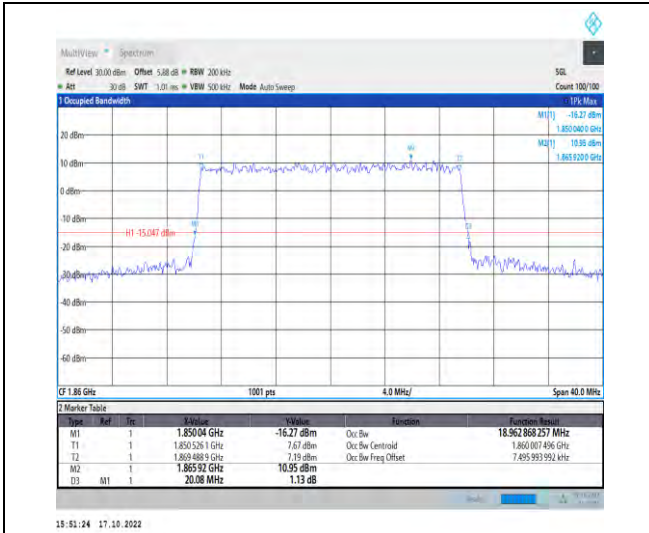 MultiView Spectrum
Ref Level 30.00 dBm Offset 5.88 dB RBW 200 kHz SGL
Att 30 dB SWT 1.01 ms VBW 500 kHz Mode Auto Sweep Count 100/100
1 Occupied Bandwidth 1Pk Max
M1[1] -16.27 dBm
1.850 040 0 GHz
M2[1] 10.95 dBm
1.865 920 0 GHz
20 dBm
T1 M2 T2
10 dBm
0 dBm
-10 dBm
M1 D3
H1 -15.047 dBm
-20 dBm
-30 dBm
-40 dBm
-50 dBm
-60 dBm
CF 1.86 GHz 1001 pts 4.0 MHz/ Span 40.0 MHz
2 Marker Table
Type Ref Trc X-Value Y-Value Function Function Result
M1 1 1.85004 GHz -16.27 dBm Occ Bw 18.962 868 257 MHz
T1 1 1.850 526 1 GHz 7.67 dBm Occ Bw Centroid 1.860 007 496 GHz
T2 1 1.869 488 9 GHz 7.19 dBm Occ Bw Freq Offset 7.495 993 992 kHz
M2 1 1.865 92 GHz 10.95 dBm
D3 M1 1 20.08 MHz 1.13 dB
15:51:24 17.10.2022